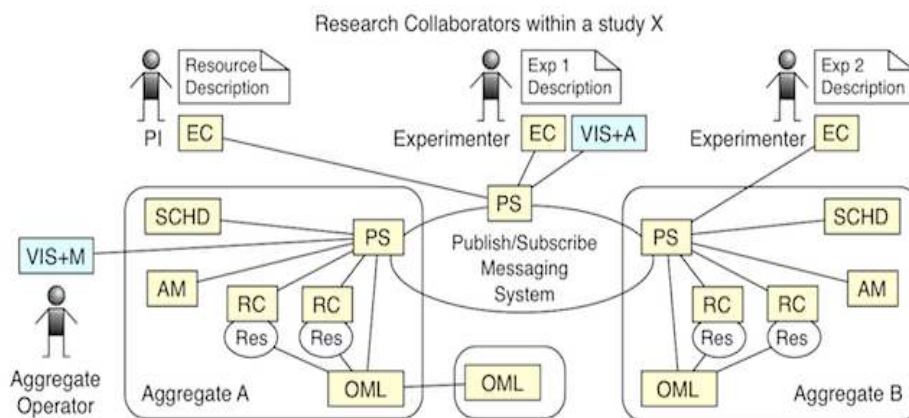 Research Collaborators within a study X
Resource
Description
PI
EC
Exp 1
Description
Experimenter
EC
VIS+A
Exp 2
Description
Experimenter
EC
PS
SCHD
PS
Publish/Subscribe
Messaging
System
PS
SCHD
VIS+M
AM
RC
Res
RC
Res
RC
Res
RC
Res
AM
Aggregate
Operator
Aggregate A
OML
OML
OML
Aggregate B